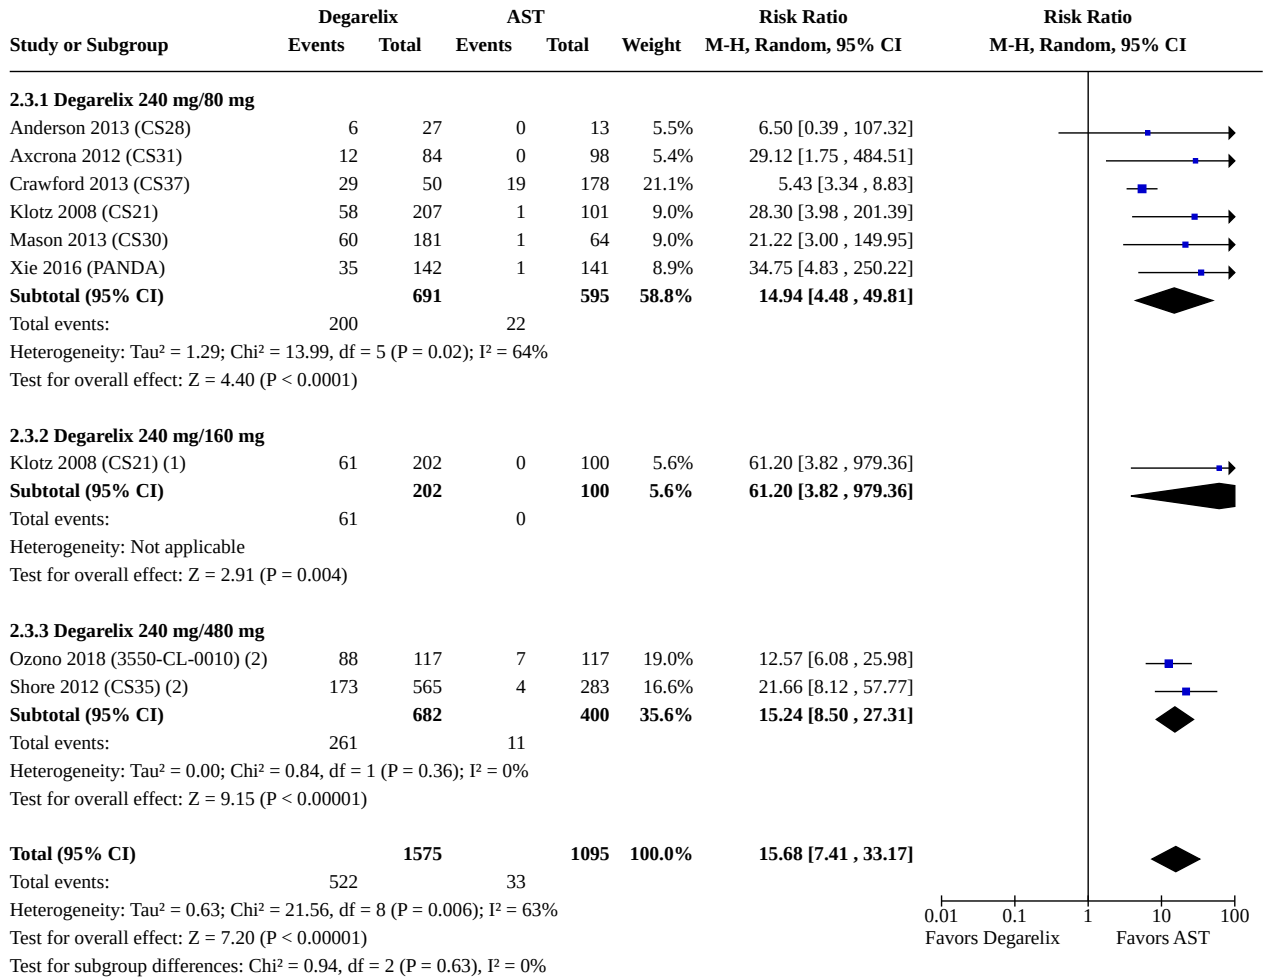 Degarelix AST Risk Ratio Risk Ratio
Study or Subgroup Events Total Events Total Weight M-H, Random, 95% CI M-H, Random, 95% CI
2.3.1 Degarelix 240 mg/80 mg
Anderson 2013 (CS28) 6 27 0 13 5.5% 6.50 [0.39 , 107.32]
Axcrona 2012 (CS31) 12 84 0 98 5.4% 29.12 [1.75 , 484.51]
Crawford 2013 (CS37) 29 50 19 178 21.1% 5.43 [3.34 , 8.83]
Klotz 2008 (CS21) 58 207 1 101 9.0% 28.30 [3.98 , 201.39]
Mason 2013 (CS30) 60 181 1 64 9.0% 21.22 [3.00 , 149.95]
Xie 2016 (PANDA) 35 142 1 141 8.9% 34.75 [4.83 , 250.22]
Subtotal (95% CI) 691 595 58.8% 14.94 [4.48 , 49.81]
Total events: 200 22
Heterogeneity: Tau² = 1.29; Chi² = 13.99, df = 5 (P = 0.02); I² = 64%
Test for overall effect: Z = 4.40 (P < 0.0001)
2.3.2 Degarelix 240 mg/160 mg
Klotz 2008 (CS21) (1) 61 202 0 100 5.6% 61.20 [3.82 , 979.36]
Subtotal (95% CI) 202 100 5.6% 61.20 [3.82 , 979.36]
Total events: 61 0
Heterogeneity: Not applicable
Test for overall effect: Z = 2.91 (P = 0.004)
2.3.3 Degarelix 240 mg/480 mg
Ozono 2018 (3550-CL-0010) (2) 88 117 7 117 19.0% 12.57 [6.08 , 25.98]
Shore 2012 (CS35) (2) 173 565 4 283 16.6% 21.66 [8.12 , 57.77]
Subtotal (95% CI) 682 400 35.6% 15.24 [8.50 , 27.31]
Total events: 261 11
Heterogeneity: Tau² = 0.00; Chi² = 0.84, df = 1 (P = 0.36); I² = 0%
Test for overall effect: Z = 9.15 (P < 0.00001)
Total (95% CI) 1575 1095 100.0% 15.68 [7.41 , 33.17]
Total events: 522 33
Heterogeneity: Tau² = 0.63; Chi² = 21.56, df = 8 (P = 0.006); I² = 63%
0.01 0.1 1 10 100
Test for overall effect: Z = 7.20 (P < 0.00001)
Favors Degarelix Favors AST
Test for subgroup differences: Chi² = 0.94, df = 2 (P = 0.63), I² = 0%